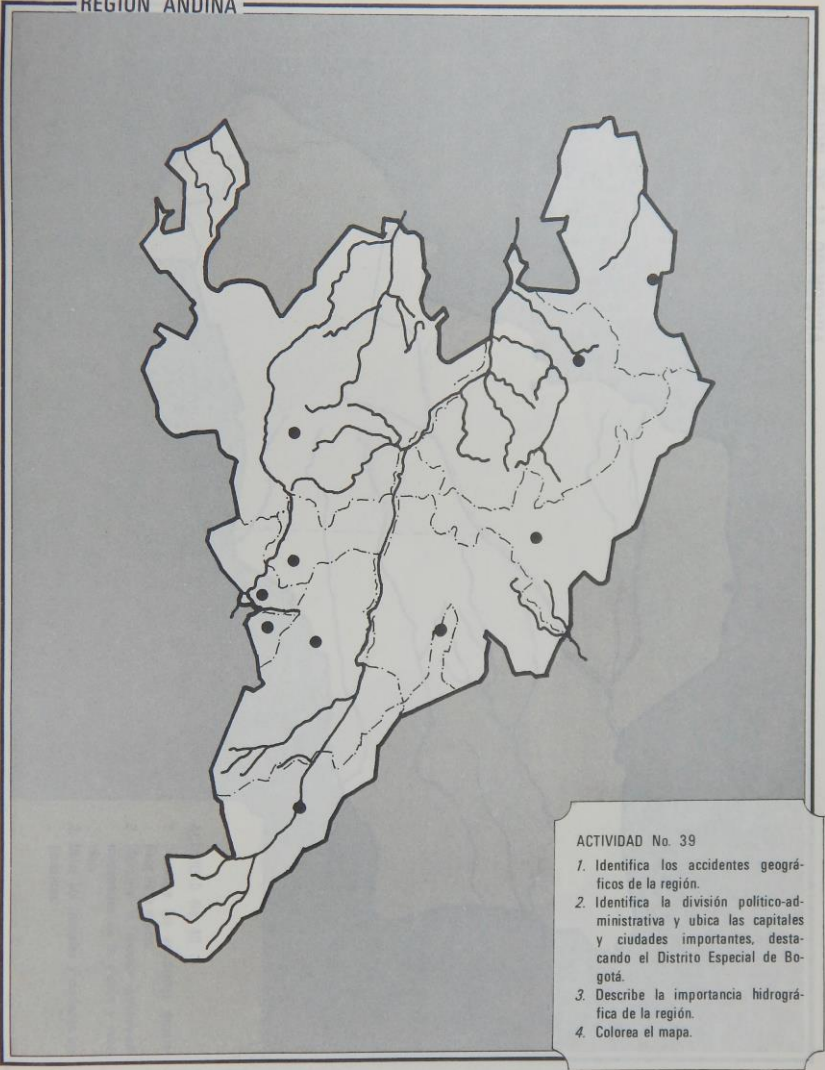 REGION ANDINA
ACTIVIDAD No. 39
1. Identifica los accidentes geográ-
ficos de la región.
2. Identifica la división político-ad-
ministrativa y ubica las capitales
y ciudades importantes, desta-
cando el Distrito Especial de Bo-
gotá.
3. Describe la importancia hidrográ-
fica de la región.
4. Colorea el mapa.